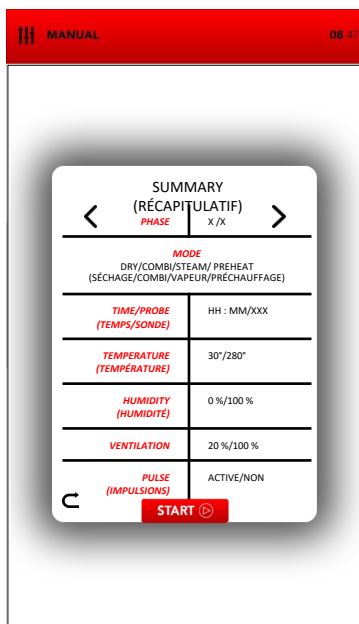 MANUAL 08:47
SUMMARY
(RÉCAPITULATIF)
PHASE X /X
MODE
DRY/COMBI/STEAM/ PREHEAT
(SÉCHAGE/COMBI/VAPEUR/PRÉCHAUFFAGE)
TIME/PROBE HH : MM/XXX
(TEMPS/SONDE)
TEMPERATURE 30°/280°
(TEMPÉRATURE)
HUMIDITY 0 %/100 %
(HUMIDITÉ)
VENTILATION 20 %/100 %
PULSE ACTIVE/NON
(IMPULSIONS)
START